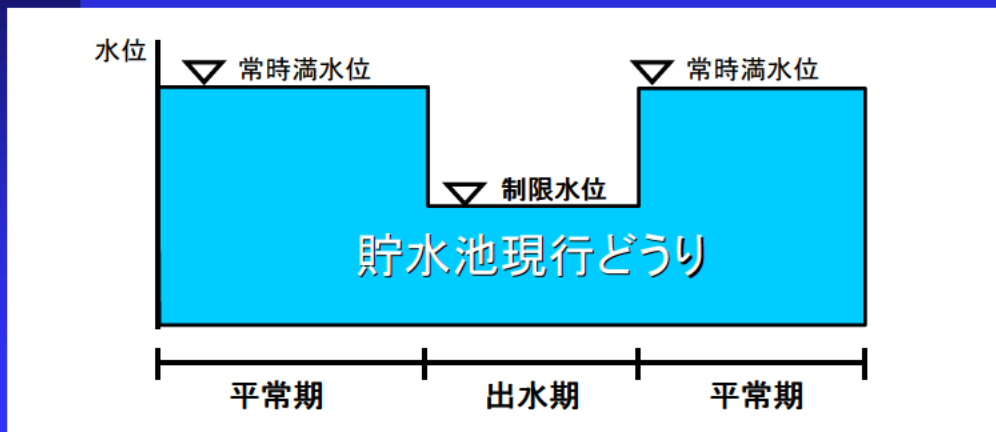 水位
常時満水位
常時満水位
制限水位
貯水池現行どうり
平常期
出水期
平常期